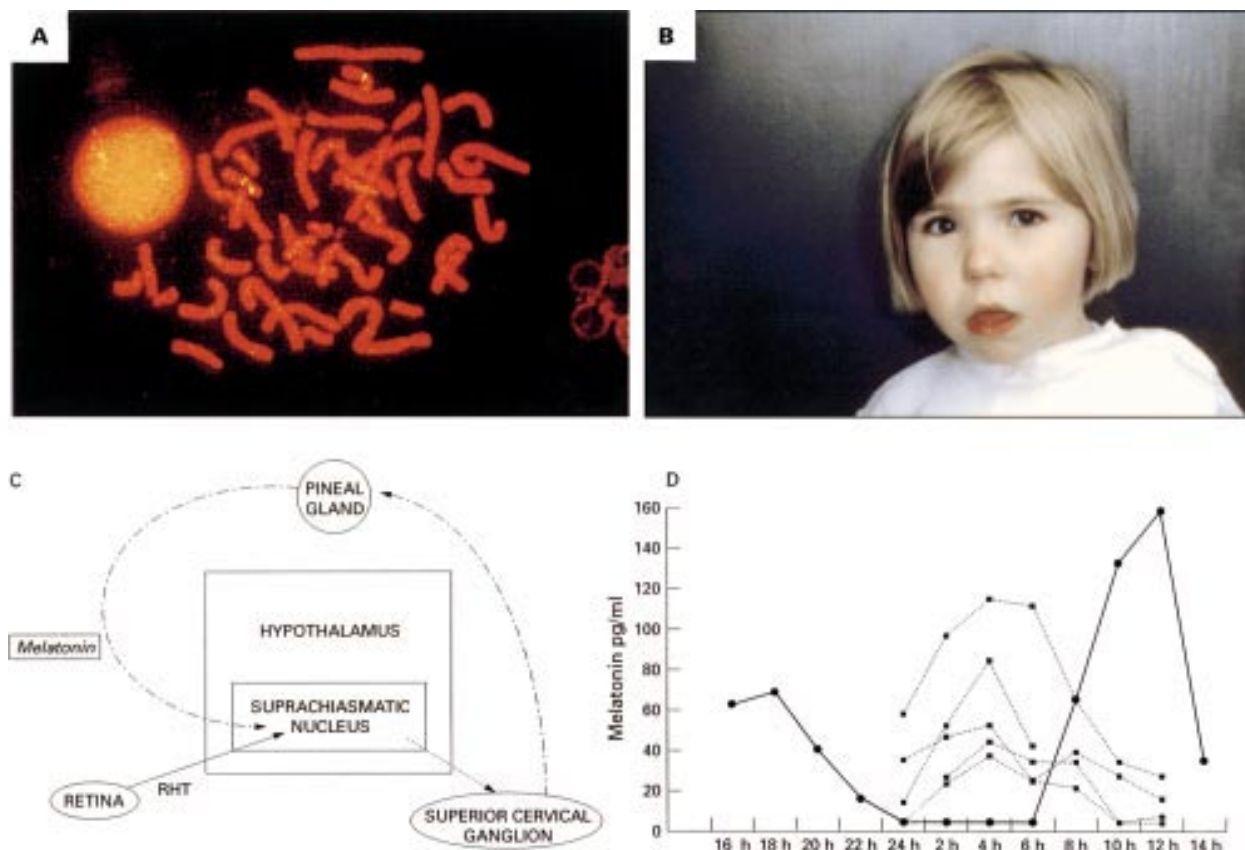 A
B
C
PINEAL
GLAND
HYPOTHALAMUS
Melatonin
SUPRACHIASMATIC
NUCLEUS
RETINA
RHT
SUPERIOR CERVICAL
GANGLION
D
Melatonin pg/ml
160
140
120
100
80
60
40
20
0
16 h 18 h 20 h 22 h 24 h 2 h 4 h 6 h 8 h 10 h 12 h 14 h